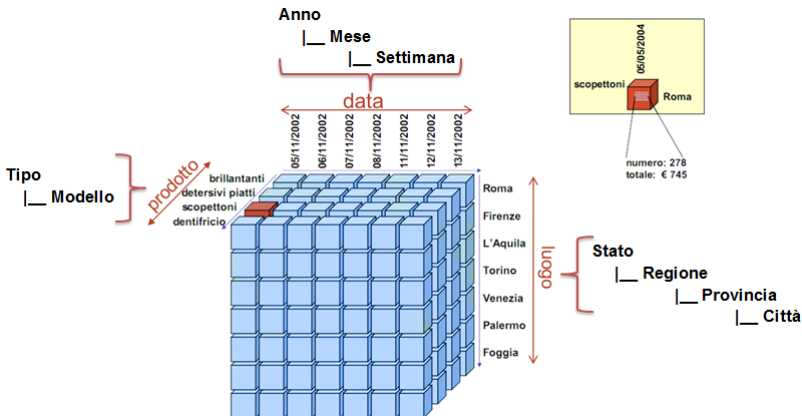 Anno
|__ Mese
|__ Settimana
data
05/11/2002
06/11/2002
07/11/2002
08/11/2002
11/11/2002
12/11/2002
13/11/2002
05/05/2004
scopettoni
Roma
numero: 278
totale: € 745
Tipo
|__ Modello
prodotto
brillantanti
detersivi piatti
scopettoni
dentifricio
Roma
Firenze
L'Aquila
Torino
Venezia
Palermo
Foggia
luogo
Stato
|__ Regione
|__ Provincia
|__ Città